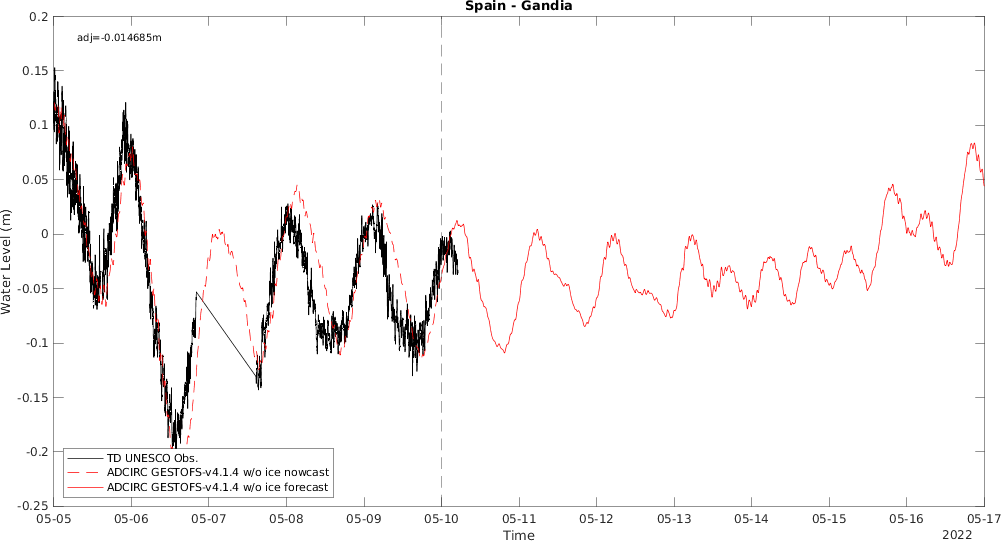 Spain - Gandia
adj=-0.014685m
0.2
0.15
0.1
0.05
0
-0.05
-0.1
-0.15
-0.2
-0.25
Water Level (m)
TD UNESCO Obs.
ADCIRC GESTOFS-v4.1.4 w/o ice nowcast
ADCIRC GESTOFS-v4.1.4 w/o ice forecast
05-05 05-06 05-07 05-08 05-09 05-10 05-11 05-12 05-13 05-14 05-15 05-16 05-17
Time
2022